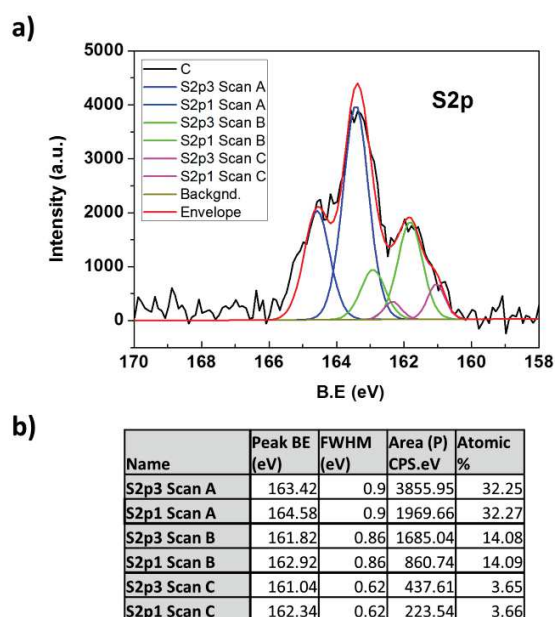 a)
5000
4000
3000
2000
1000
0
Intensity (a.u.)
C
S2p3 Scan A
S2p1 Scan A
S2p3 Scan B
S2p1 Scan B
S2p3 Scan C
S2p1 Scan C
Backgnd.
Envelope
S2p
170 168 166 164 162 160 158
B.E (eV)
b)
Name Peak BE (eV) FWHM (eV) Area (P) CPS.eV Atomic %
S2p3 Scan A 163.42 0.9 3855.95 32.25
S2p1 Scan A 164.58 0.9 1969.66 32.27
S2p3 Scan B 161.82 0.86 1685.04 14.08
S2p1 Scan B 162.92 0.86 860.74 14.09
S2p3 Scan C 161.04 0.62 437.61 3.65
S2p1 Scan C 162.34 0.62 223.54 3.66